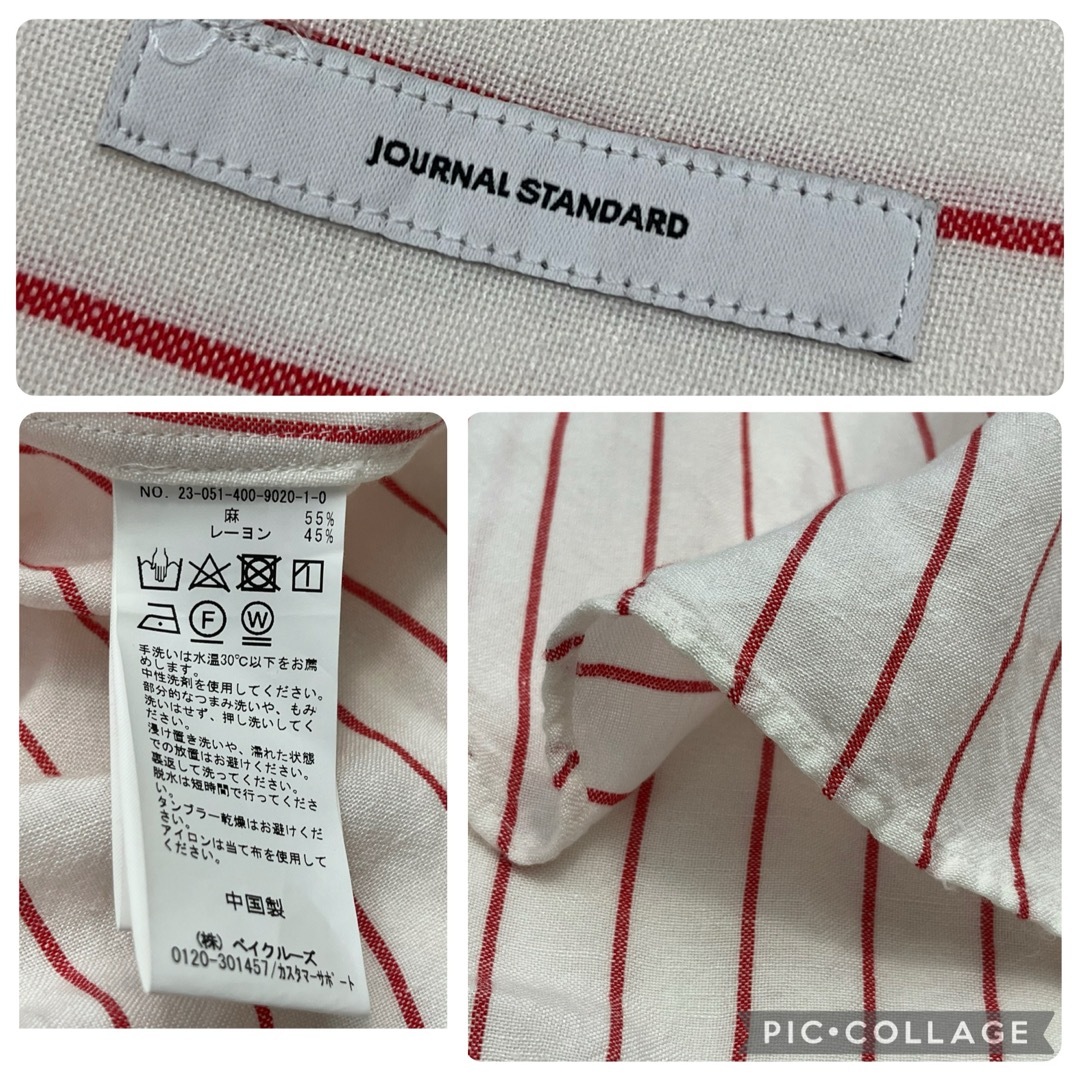 JOURNAL STANDARD
NO. 23-051-400-9020-1-0
麻 55%
レーヨン 45%
F
W
手洗いは水温30℃以下をお薦
めします。
中性洗剤を使用してください。
部分的なつまみ洗いや、もみ
洗いはせず、押し洗いしてく
ださい。
浸け置き洗いや、濡れた状態
での放置はお避けください。
裏返して洗ってください。
脱水は短時間で行ってくださ
い。
タンブラー乾燥はお避けくだ
さい。
アイロンは当て布を使用して
ください。
中国製
(株) ベイクルーズ
0120-301457/カスタマーサポート
PIC•COLLAGE